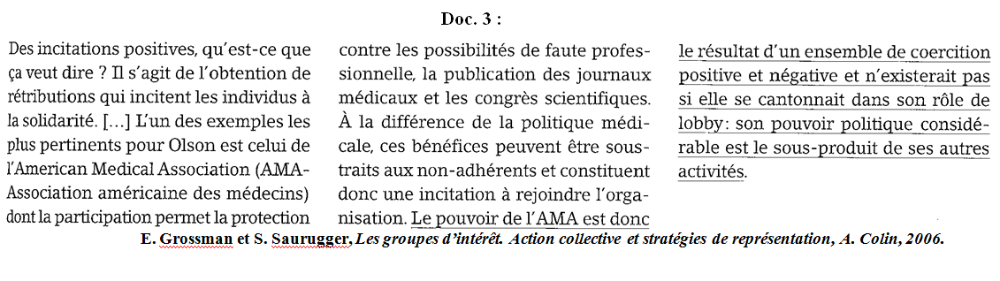 Doc. 3 :
Des incitations positives, qu'est-ce que
ça veut dire ? Il s'agit de l'obtention de
rétributions qui incitent les individus à
la solidarité. […] L'un des exemples les
plus pertinents pour Olson est celui de
l'American Medical Association (AMA-
Association américaine des médecins)
dont la participation permet la protection
contre les possibilités de faute profes-
sionnelle, la publication des journaux
médicaux et les congrès scientifiques.
À la différence de la politique médi-
cale, ces bénéfices peuvent être sous-
traits aux non-adhérents et constituent
donc une incitation à rejoindre l'orga-
nisation. Le pouvoir de l'AMA est donc
le résultat d'un ensemble de coercition
positive et négative et n'existerait pas
si elle se cantonnait dans son rôle de
lobby : son pouvoir politique considé-
rable est le sous-produit de ses autres
activités.
E. Grossman et S. Saurugger, Les groupes d'intérêt. Action collective et stratégies de représentation, A. Colin, 2006.